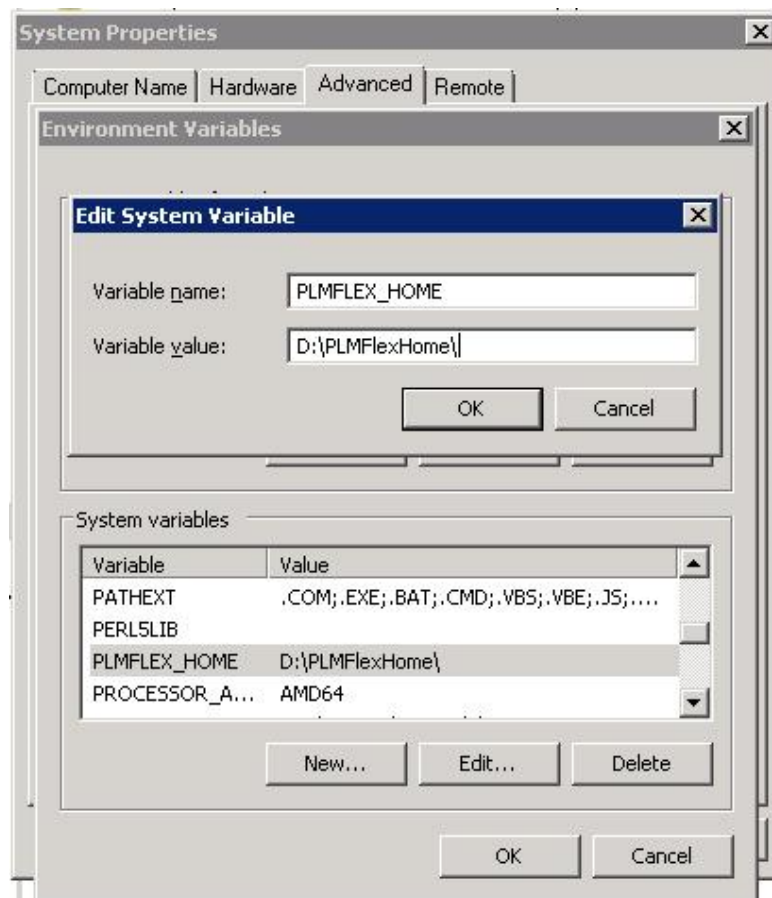 System Properties
Computer Name Hardware Advanced Remote
Environment Variables
Edit System Variable
Variable name: PLMFLEX_HOME
Variable value: D:\PLMFlexHome\
OK Cancel
System variables
Variable Value
PATHEXT .COM;.EXE;.BAT;.CMD;.VBS;.VBE;.JS;....
PERL5LIB
PLMFLEX_HOME D:\PLMFlexHome\
PROCESSOR_A... AMD64
New... Edit... Delete
OK Cancel